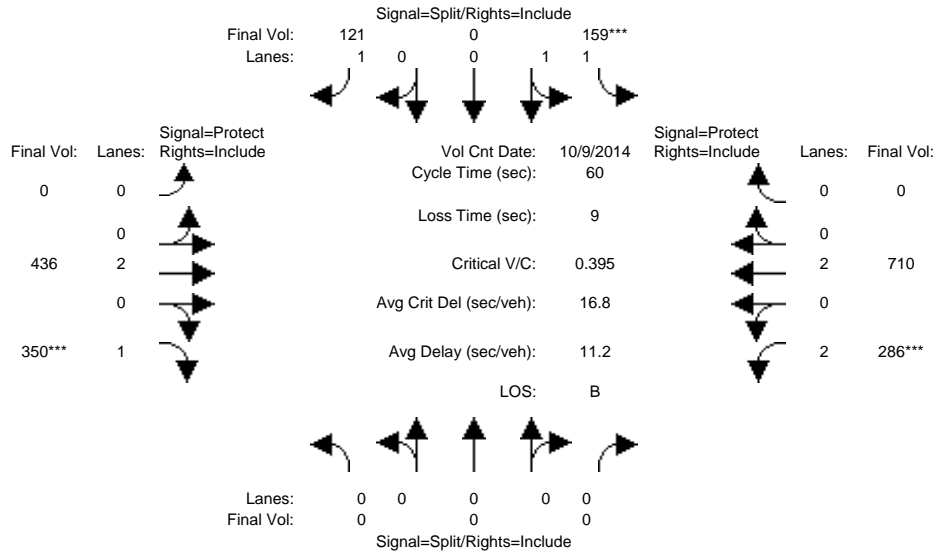 Signal=Split/Rights=Include
Final Vol: 121 0 159***
Lanes: 1 0 0 1 1
Signal=Protect Signal=Protect
Final Vol: Lanes: Rights=Include Vol Cnt Date: 10/9/2014 Rights=Include Lanes: Final Vol:
Cycle Time (sec): 60
0 0 0 0
Loss Time (sec): 9
0 0
436 2 Critical V/C: 0.395 2 710
0 Avg Crit Del (sec/veh): 16.8 0
350*** 1 Avg Delay (sec/veh): 11.2 2 286***
LOS: B
Lanes: 0 0 0 0 0
Final Vol: 0 0 0
Signal=Split/Rights=Include